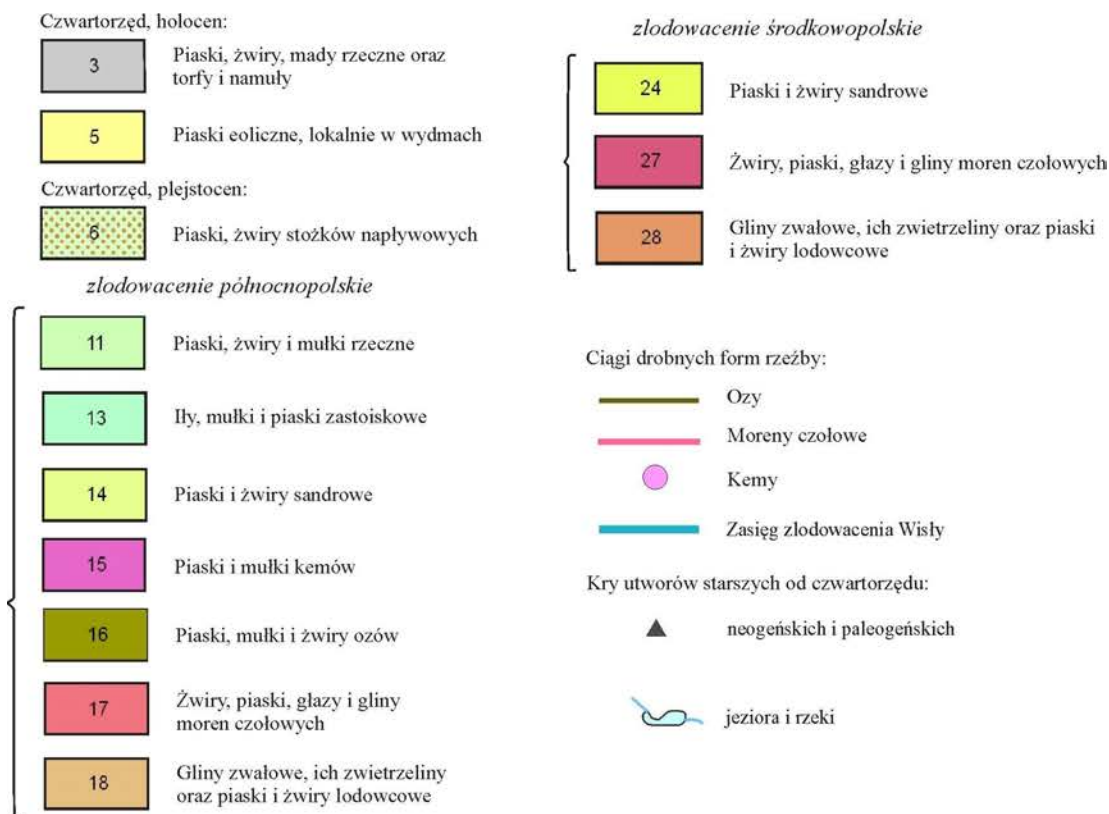 Czwartorzęd, holocen:
3
Piaski, żwiry, mady rzeczne oraz
torfy i namuły
5
Piaski eoliczne, lokalnie w wydmach
Czwartorzęd, plejstocen:
6
Piaski, żwiry stożków napływowych
zlodowacenie północnopolskie
11
Piaski, żwiry i mułki rzeczne
13
Iły, mułki i piaski zastoiskowe
14
Piaski i żwiry sandrowe
15
Piaski i mułki kemów
16
Piaski, mułki i żwiry ozów
17
Żwiry, piaski, głazy i gliny
moren czołowych
18
Gliny zwałowe, ich zwietrzeliny
oraz piaski i żwiry lodowcowe
zlodowacenie środkowopolskie
24
Piaski i żwiry sandrowe
27
Żwiry, piaski, głazy i gliny moren czołowych
28
Gliny zwałowe, ich zwietrzeliny oraz piaski
i żwiry lodowcowe
Ciągi drobnych form rzeźby:
Ozy
Moreny czołowe
Kemy
Zasięg zlodowacenia Wisły
Kry utworów starszych od czwartorzędu:
neogeńskich i paleogeńskich
jeziora i rzeki